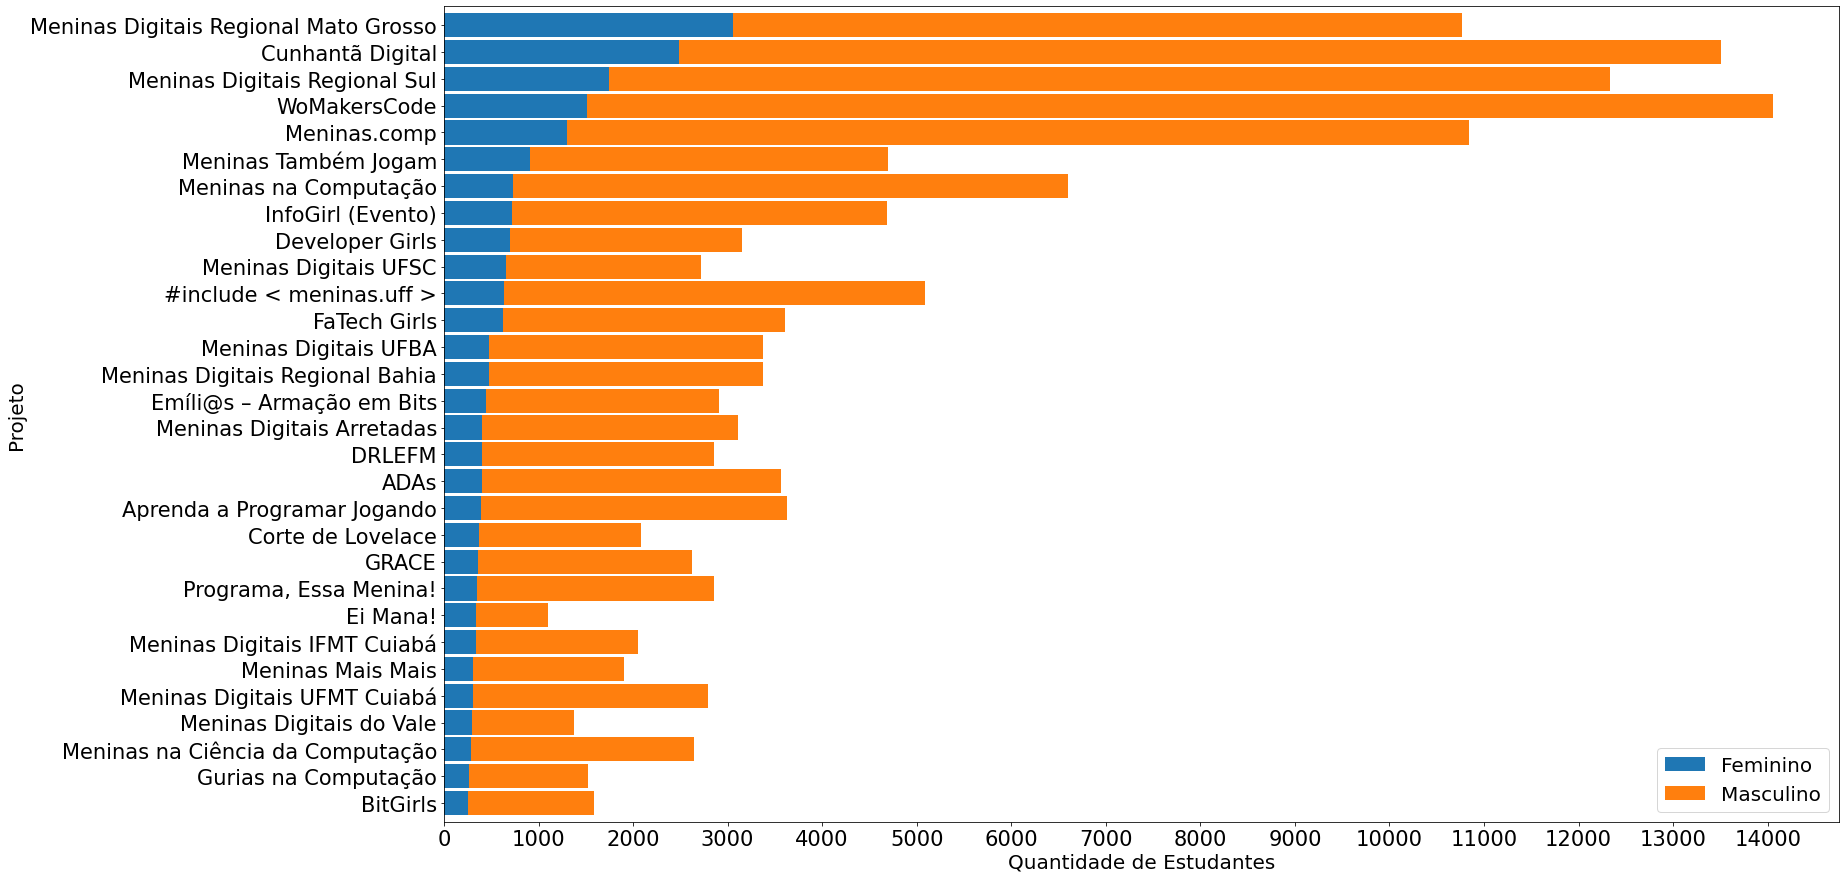 Meninas Digitais Regional Mato Grosso
Cunhantã Digital
Meninas Digitais Regional Sul
WoMakersCode
Meninas.comp
Meninas Também Jogam
Meninas na Computação
InfoGirl (Evento)
Developer Girls
Meninas Digitais UFSC
#include < meninas.uff >
FaTech Girls
Meninas Digitais UFBA
Meninas Digitais Regional Bahia
Emíli@s – Armação em Bits
Meninas Digitais Arretadas
DRLEFM
ADAs
Aprenda a Programar Jogando
Corte de Lovelace
GRACE
Programa, Essa Menina!
Ei Mana!
Meninas Digitais IFMT Cuiabá
Meninas Mais Mais
Meninas Digitais UFMT Cuiabá
Meninas Digitais do Vale
Meninas na Ciência da Computação
Gurias na Computação
BitGirls
Projeto
0 1000 2000 3000 4000 5000 6000 7000 8000 9000 10000 11000 12000 13000 14000
Quantidade de Estudantes
Feminino
Masculino